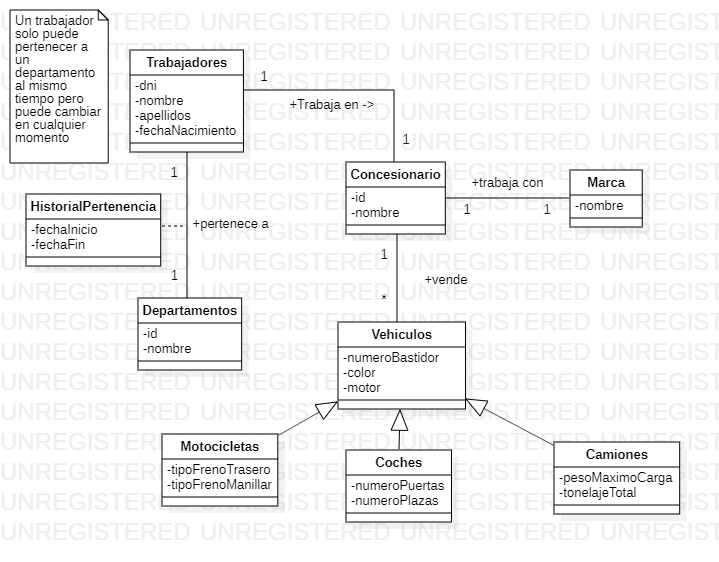 Un trabajador
solo puede
pertenecer a
un
departamento
al mismo
tiempo pero
puede cambiar
en cualquier
momento
Trabajadores
-dni
-nombre
-apellidos
-fechaNacimiento
1
+Trabaja en ->
1
Concesionario
-id
-nombre
+trabaja con
1
1
Marca
-nombre
1
HistorialPertenencia
-fechaInicio
-fechaFin
+pertenece a
1
Departamentos
-id
-nombre
1
+vende
*
Vehiculos
-numeroBastidor
-color
-motor
Motocicletas
-tipoFrenoTrasero
-tipoFrenoManillar
Coches
-numeroPuertas
-numeroPlazas
Camiones
-pesoMaximoCarga
-tonelajeTotal
UNREGISTERED UNREGISTERED UNREGISTERED UNREGISTERED